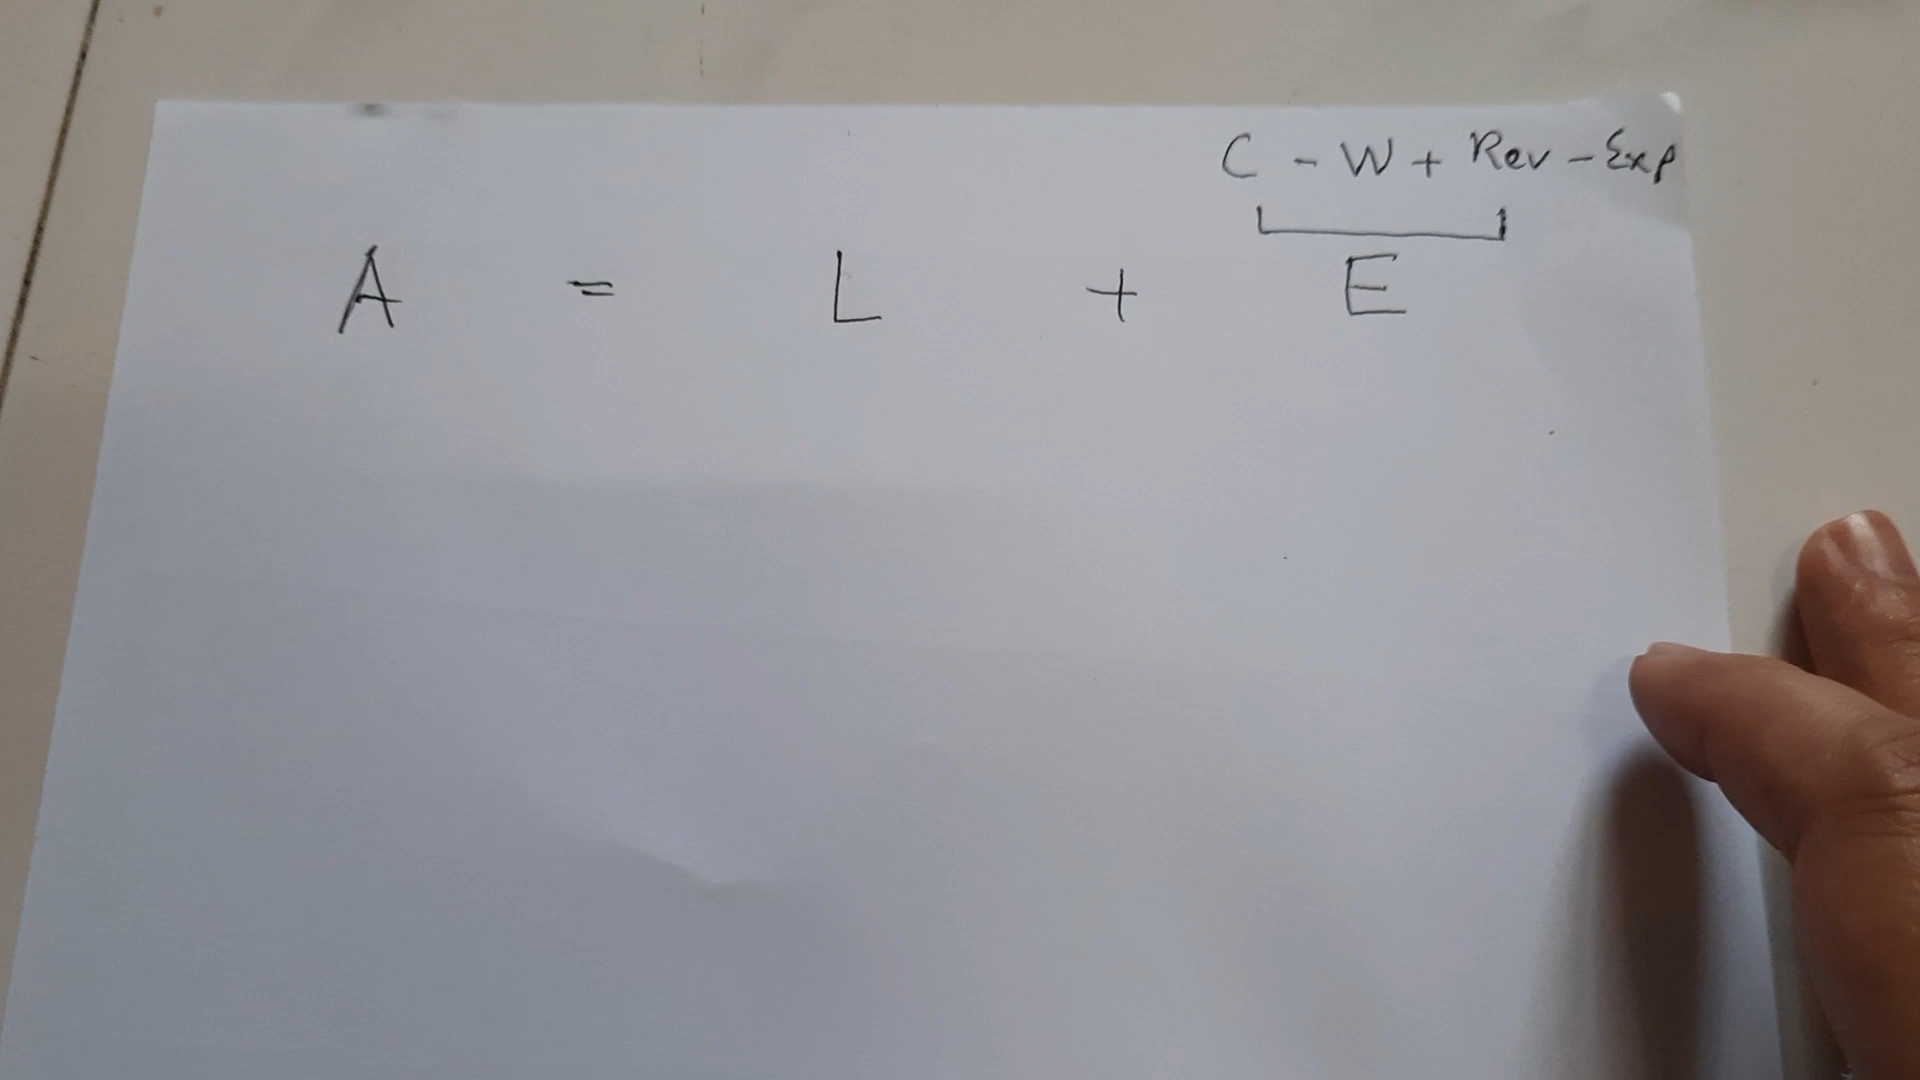 C - W + Rev - Exp
A = L + E